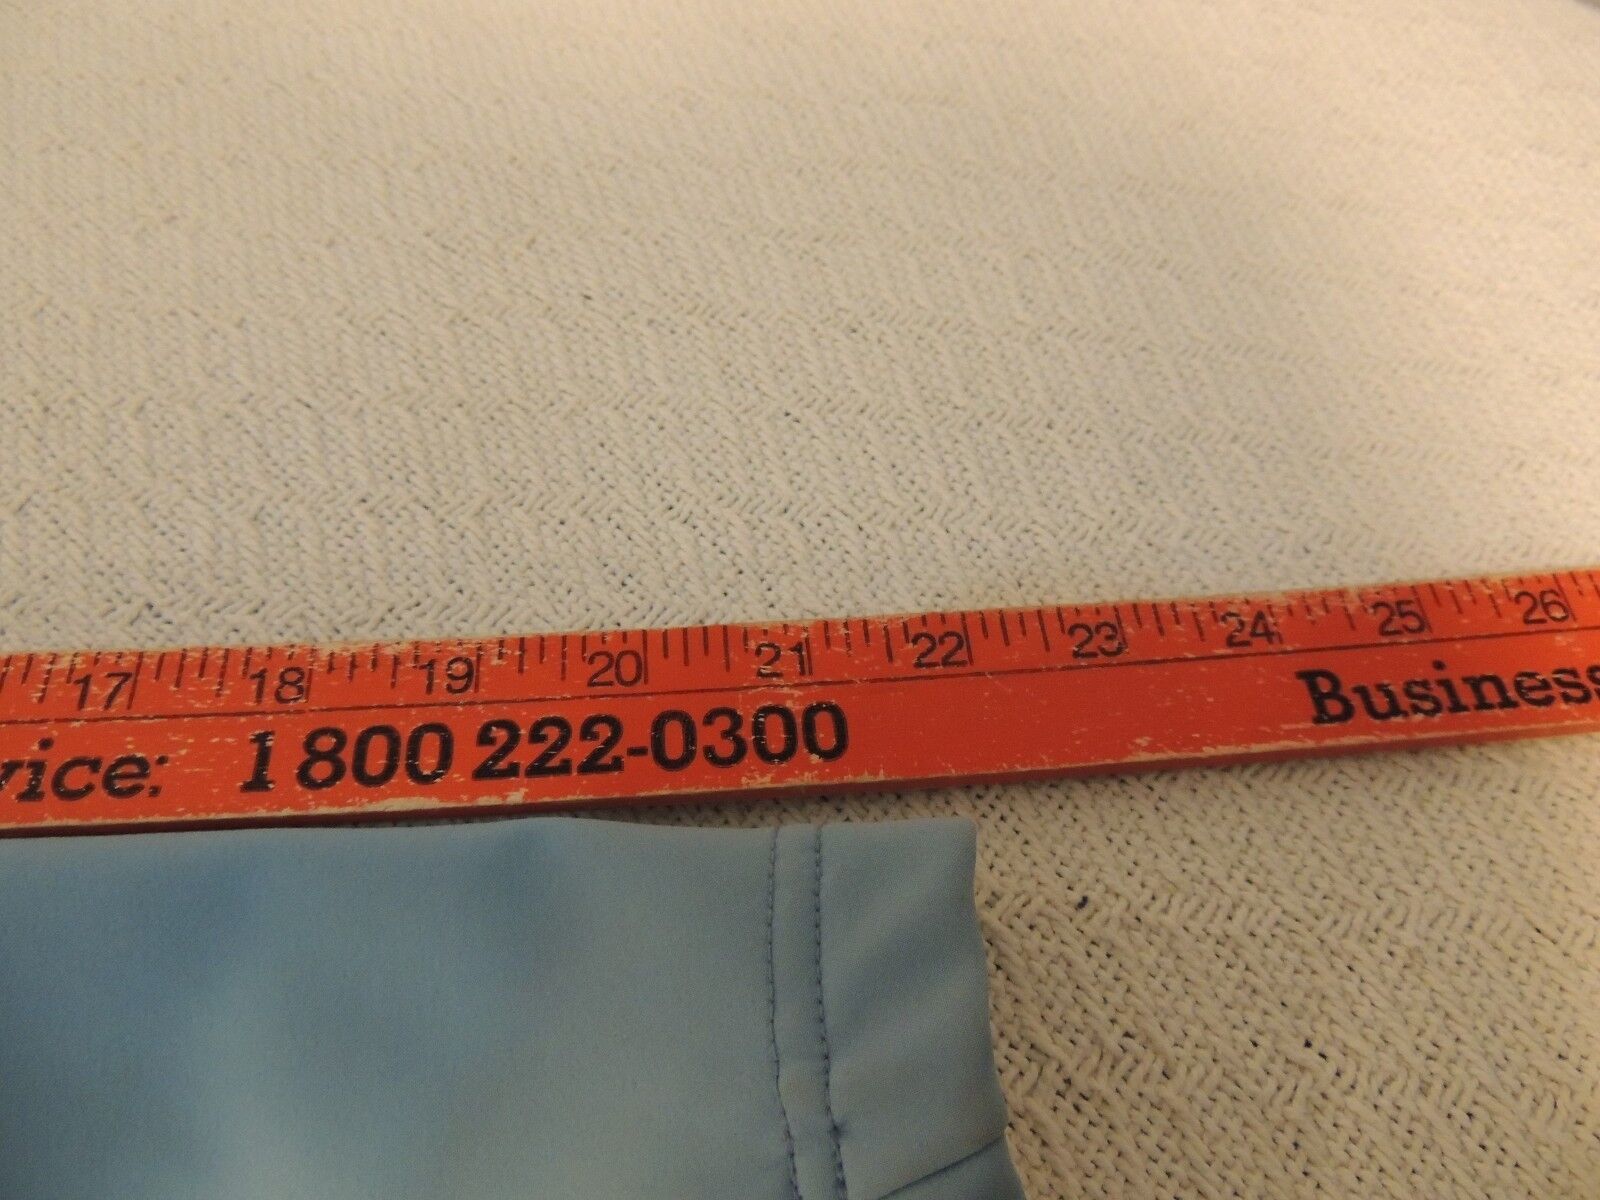 17 18 19 20 21 22 23 24 25 26
vice: 1 800 222-0300 Business